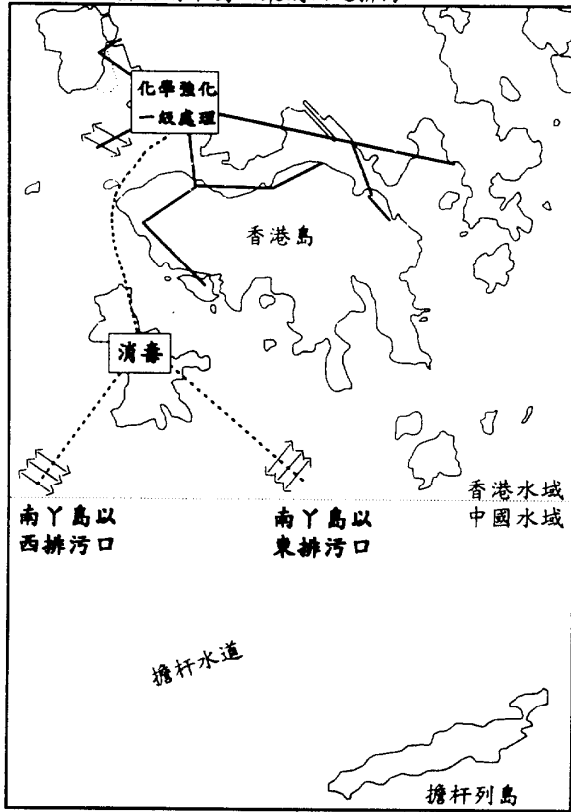 化學強化
一級處理
香港島
消毒
香港水域
中國水域
南丫島以
西排污口
南丫島以
東排污口
擔杆水道
擔杆列島